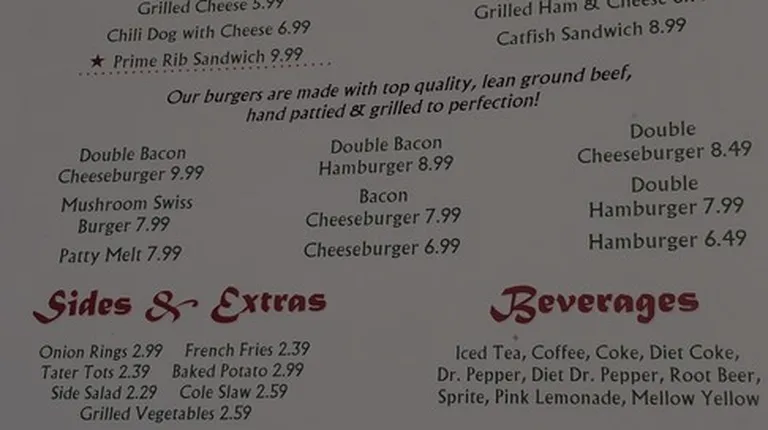 Grilled Cheese 5.99
Chili Dog with Cheese 6.99
★ Prime Rib Sandwich 9.99
Grilled Ham & Cheese
Catfish Sandwich 8.99
Our burgers are made with top quality, lean ground beef,
hand pattied & grilled to perfection!
Double Bacon
Cheeseburger 9.99
Mushroom Swiss
Burger 7.99
Patty Melt 7.99
Double Bacon
Hamburger 8.99
Bacon
Cheeseburger 7.99
Cheeseburger 6.99
Double
Cheeseburger 8.49
Double
Hamburger 7.99
Hamburger 6.49
Sides & Extras
Onion Rings 2.99 French Fries 2.39
Tater Tots 2.39 Baked Potato 2.99
Side Salad 2.29 Cole Slaw 2.59
Grilled Vegetables 2.59
Beverages
Iced Tea, Coffee, Coke, Diet Coke,
Dr. Pepper, Diet Dr. Pepper, Root Beer,
Sprite, Pink Lemonade, Mellow Yellow